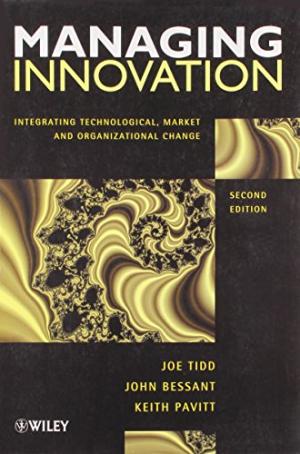 MANAGING
INNOVATION
INTEGRATING TECHNOLOGICAL, MARKET
AND ORGANIZATIONAL CHANGE
SECOND
EDITION
JOE TIDD
JOHN BESSANT
KEITH PAVITT
WILEY